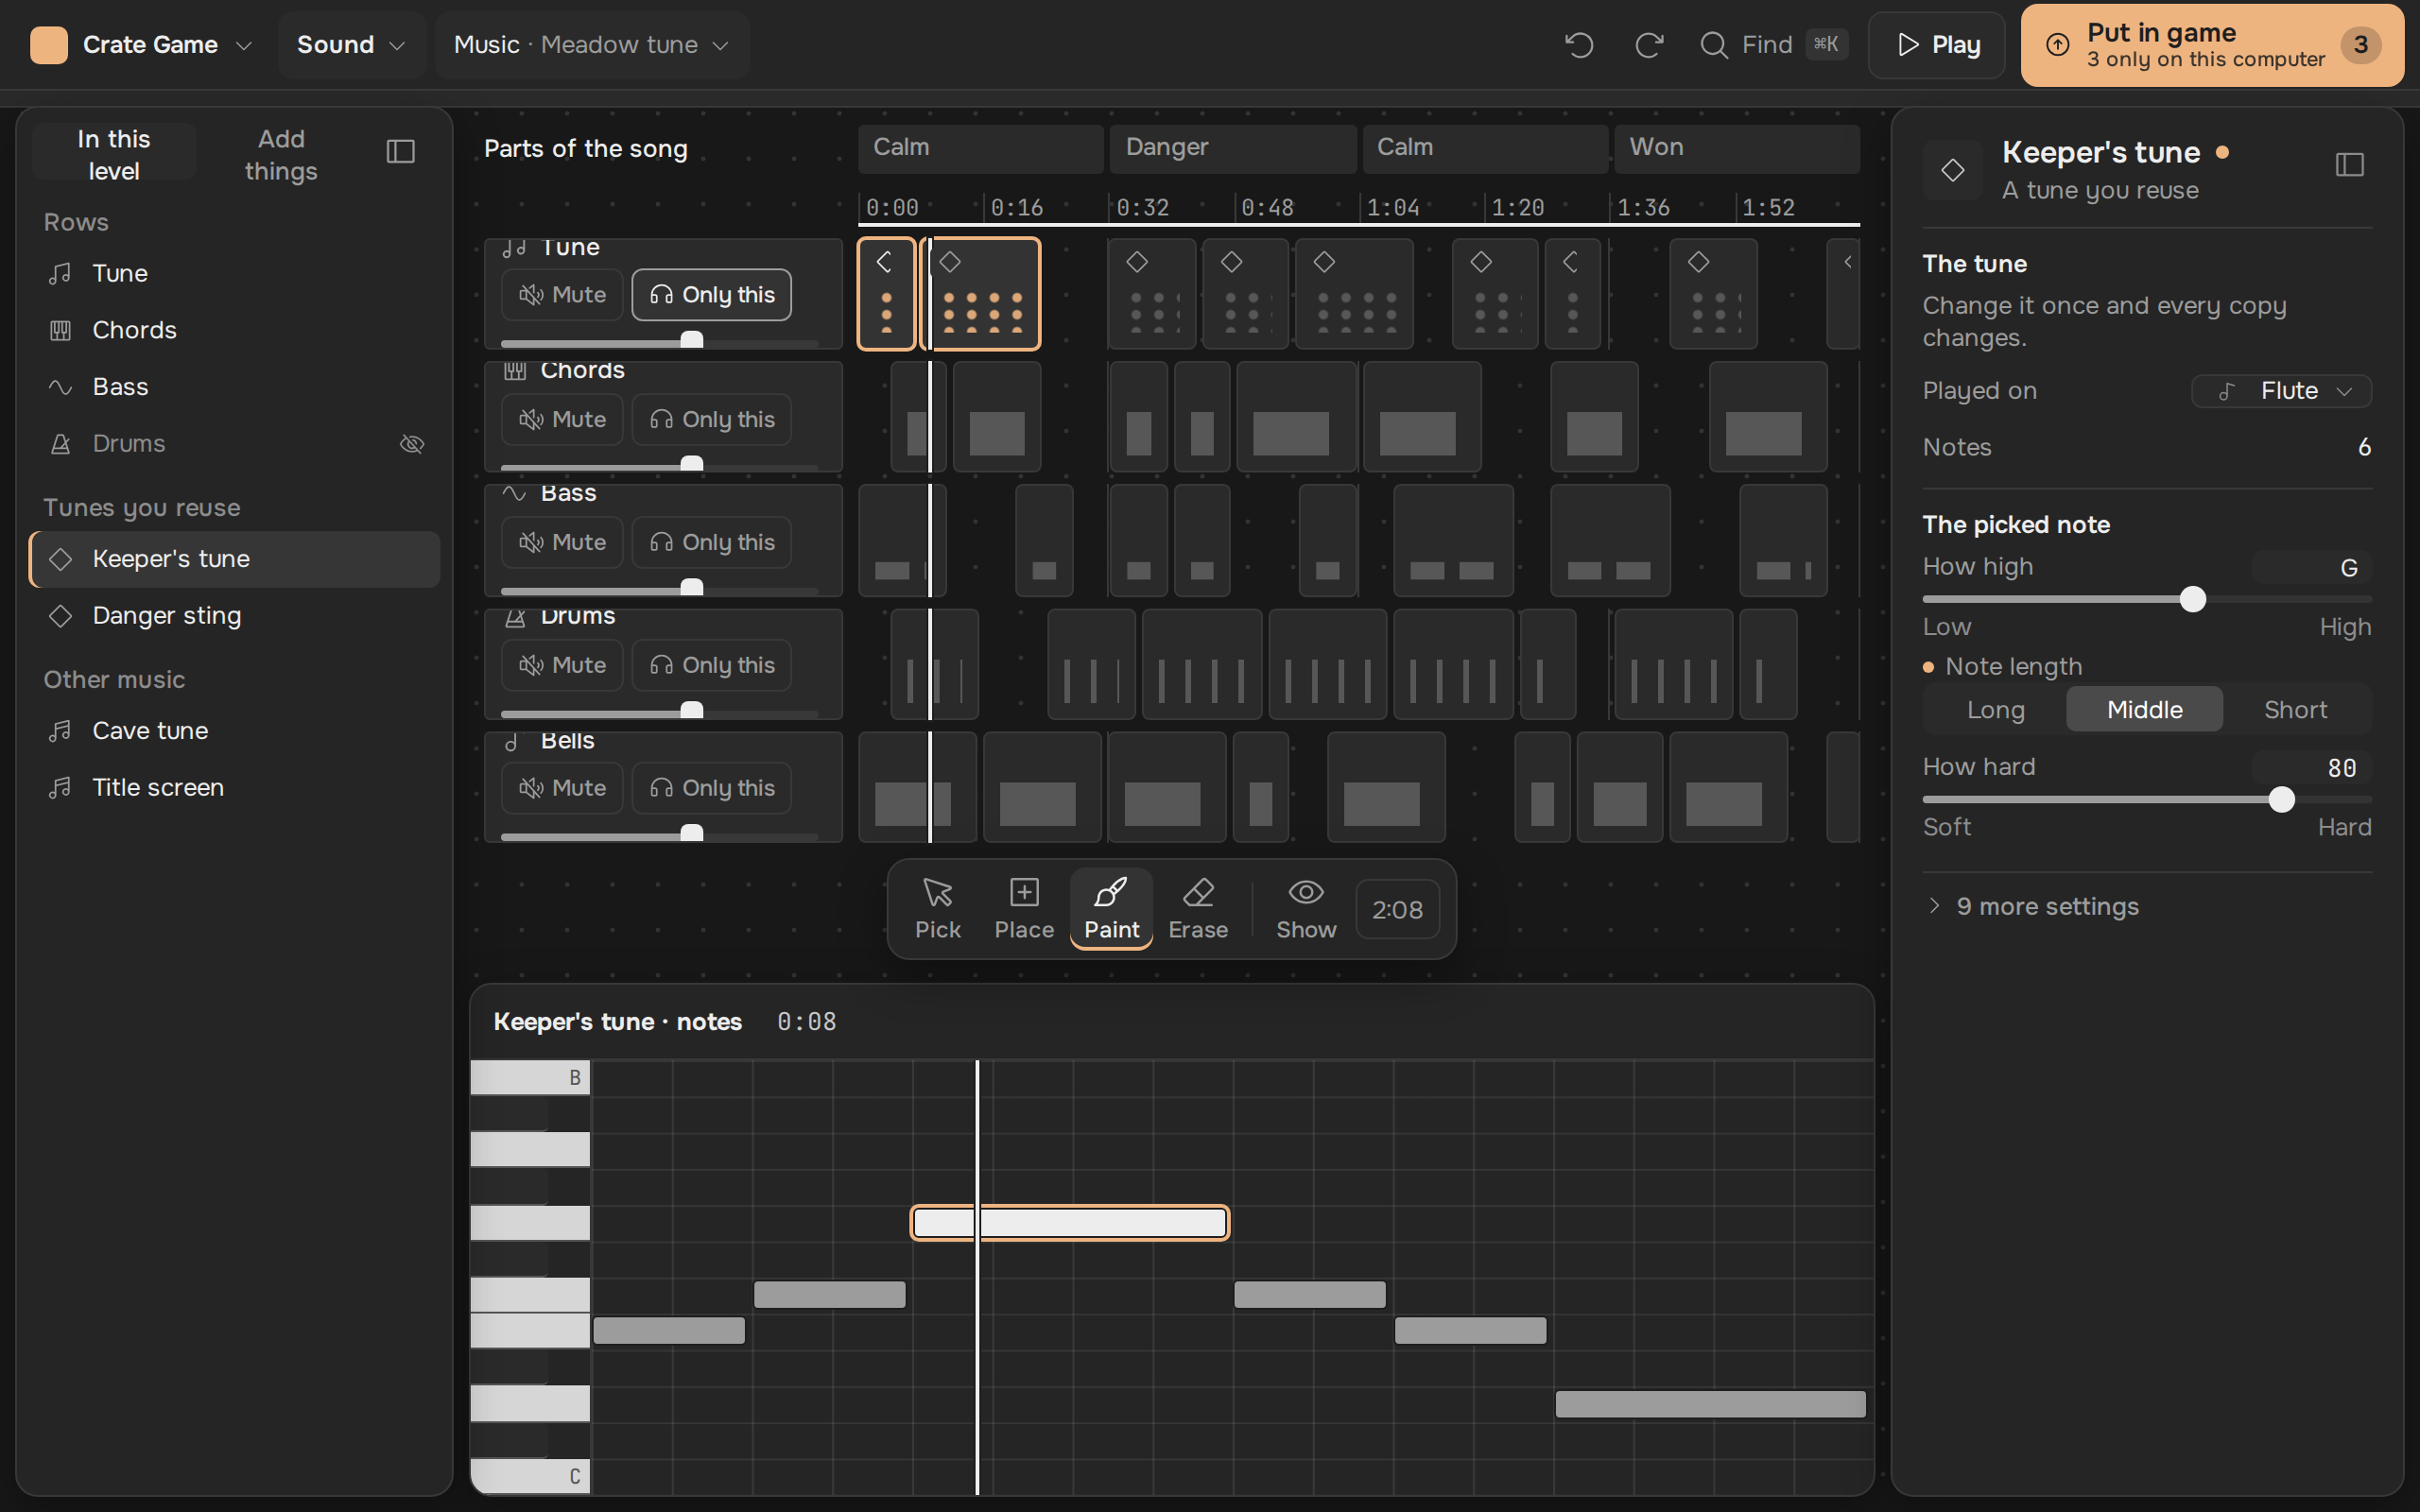 Crate Game
Sound
Music · Meadow tune
Find ⌘K
Play
Put in game
3 only on this computer
3
In this level
Add things
Rows
Tune
Chords
Bass
Drums
Tunes you reuse
Keeper's tune
Danger sting
Other music
Cave tune
Title screen
Parts of the song
Calm
Danger
Calm
Won
0:00
0:16
0:32
0:48
1:04
1:20
1:36
1:52
Tune
Mute
Only this
Chords
Mute
Only this
Bass
Mute
Only this
Drums
Mute
Only this
Bells
Mute
Only this
Pick
Place
Paint
Erase
Show
2:08
Keeper's tune · notes
0:08
B
C
Keeper's tune
A tune you reuse
The tune
Change it once and every copy
changes.
Played on
Flute
Notes
6
The picked note
How high
G
Low
High
Note length
Long
Middle
Short
How hard
80
Soft
Hard
9 more settings